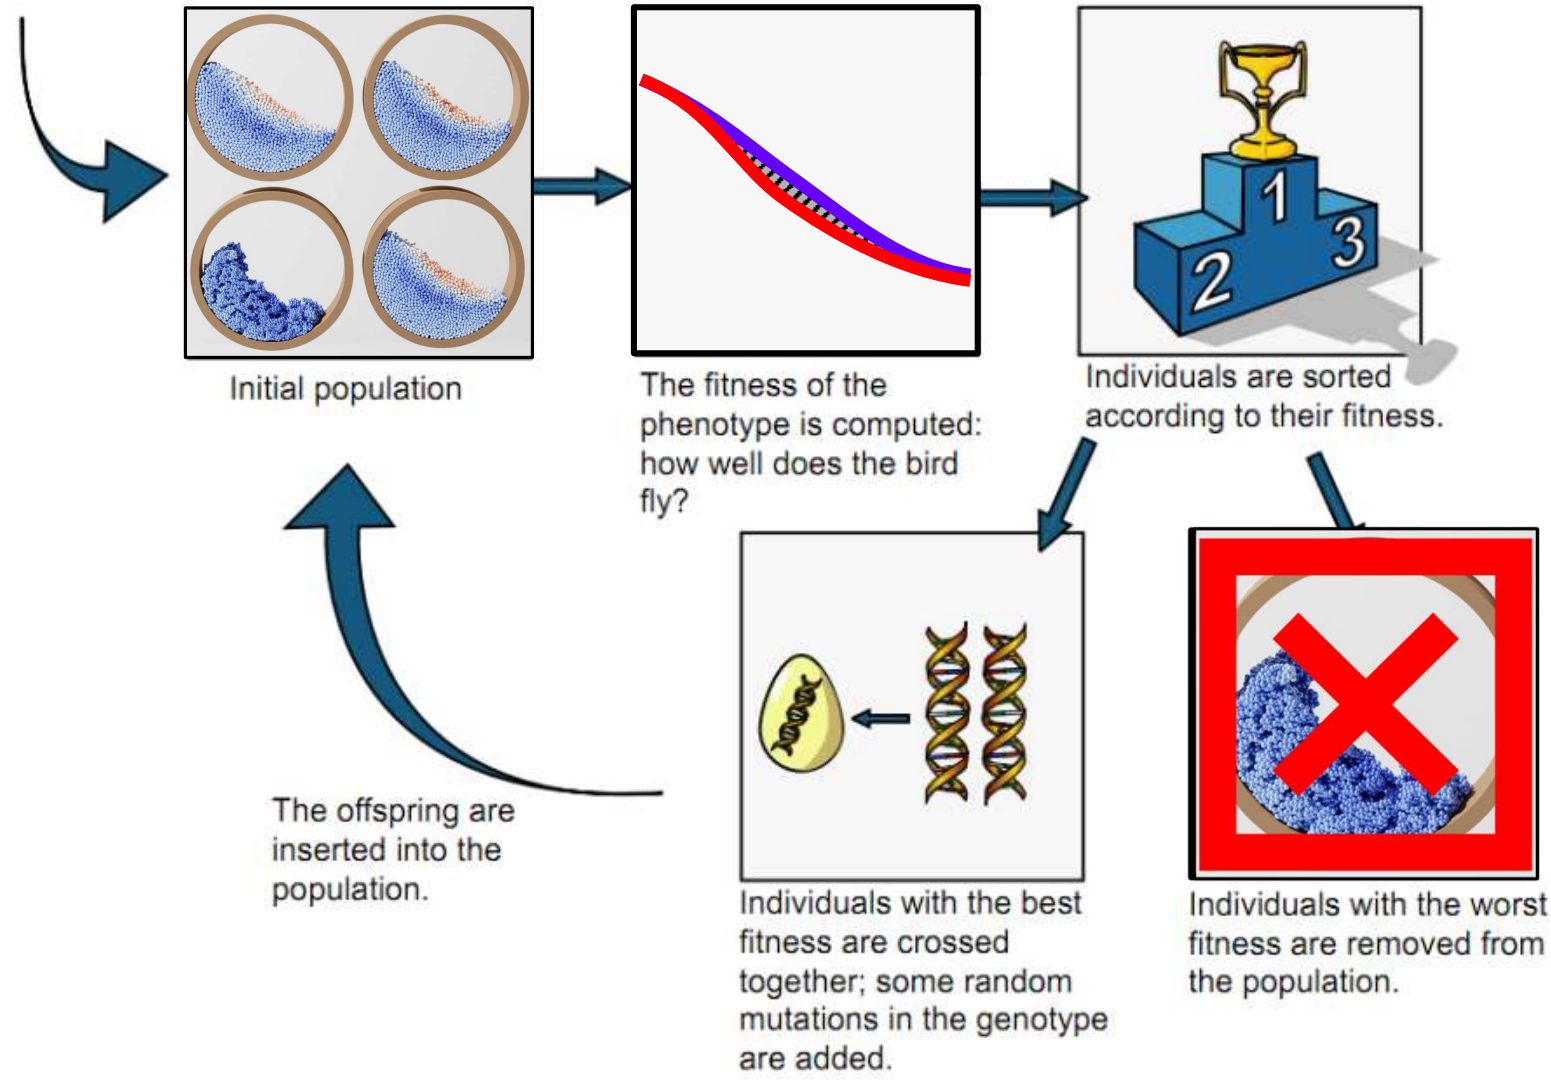 Initial population
The fitness of the
phenotype is computed:
how well does the bird
fly?
1
2
3
Individuals are sorted
according to their fitness.
The offspring are
inserted into the
population.
Individuals with the best
fitness are crossed
together; some random
mutations in the genotype
are added.
Individuals with the worst
fitness are removed from
the population.